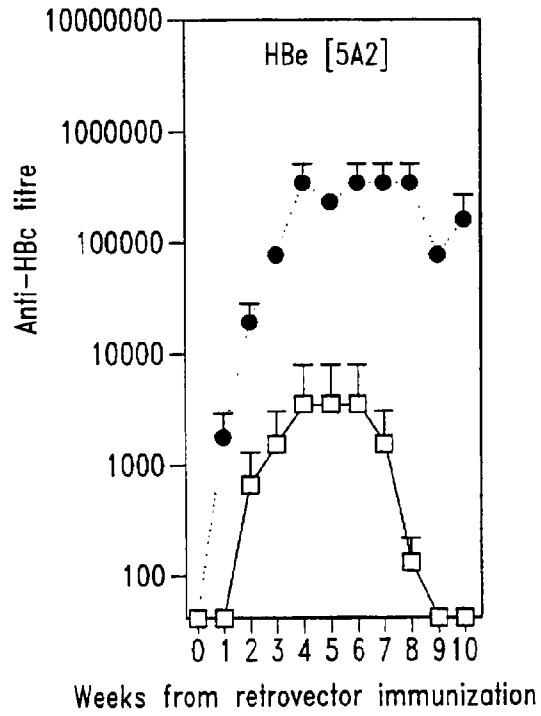 10000000
HBe [5A2]
1000000
100000
10000
1000
100
Anti-HBc titre
0 1 2 3 4 5 6 7 8 9 10
Weeks from retrovector immunization